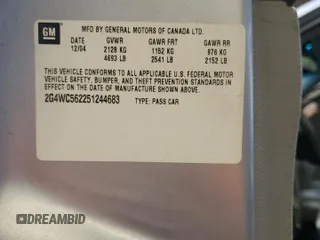 GM
MFD BY GENERAL MOTORS OF CANADA LTD.
DATE GVWR GAWR FRT GAWR RR
12/04 2128 KG 1152 KG 976 KG
4693 LB 2541 LB 2152 LB
THIS VEHICLE CONFORMS TO ALL APPLICABLE U.S. FEDERAL MOTOR
VEHICLE SAFETY, BUMPER, AND THEFT PREVENTION STANDARDS IN
EFFECT ON THE DATE OF MANUFACTURE SHOWN ABOVE.
2G4WC562251244683 TYPE: PASS CAR
DREAMBID